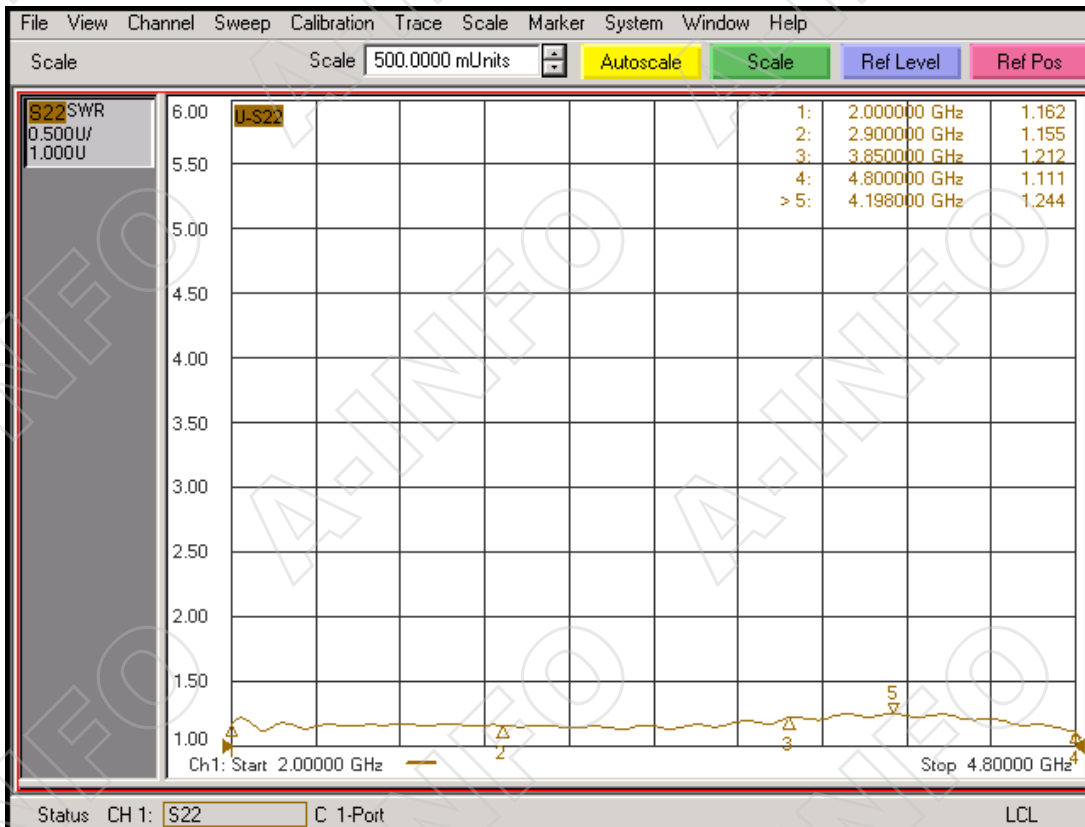 File View Channel Sweep Calibration Trace Scale Marker System Window Help
Scale Scale 500.0000 mUnits Autoscale Scale Ref Level Ref Pos
S22 SWR
0.500U/
1.000U
U-S22
1: 2.000000 GHz 1.162
2: 2.900000 GHz 1.155
3: 3.850000 GHz 1.212
4: 4.800000 GHz 1.111
> 5: 4.198000 GHz 1.244
6.00
5.50
5.00
4.50
4.00
3.50
3.00
2.50
2.00
1.50
1.00
1
2
3
5
4
Ch1: Start 2.00000 GHz Stop 4.80000 GHz
Status CH 1: S22 C 1-Port LCL
A-INFO
A-INFO
A-INFO
A-INFO